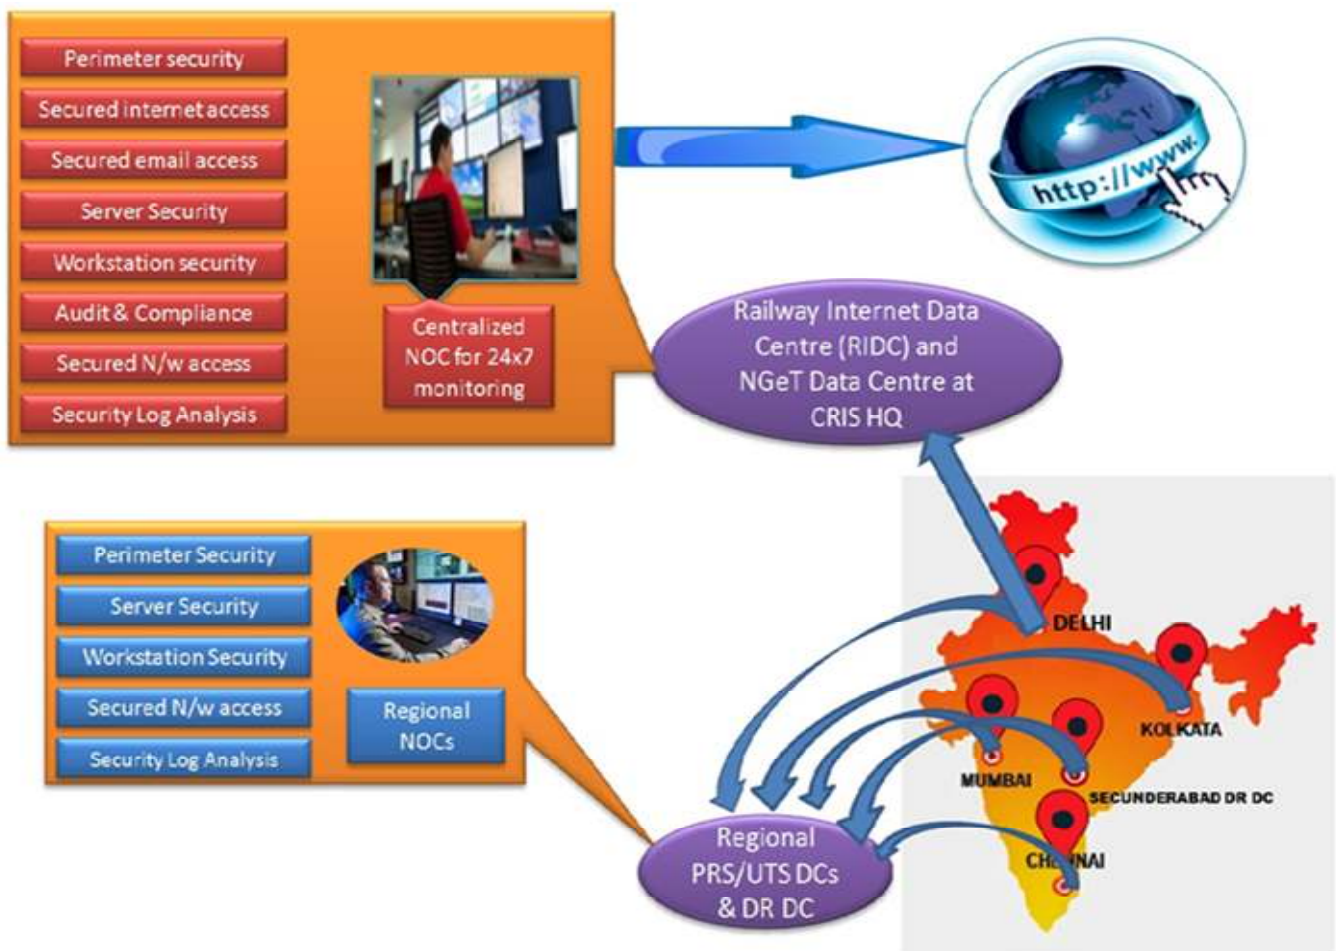 Perimeter security
Secured internet access
Secured email access
Server Security
Workstation security
Audit & Compliance
Secured N/w access
Security Log Analysis
Centralized
NOC for 24x7
monitoring
http://www.
Railway Internet Data
Centre (RIDC) and
NGeT Data Centre at
CRIS HQ
Perimeter Security
Server Security
Workstation Security
Secured N/w access
Security Log Analysis
Regional
NOCs
DELHI
KOLKATA
MUMBAI
SECUNDERABAD DR DC
CHENNAI
Regional
PRS/UTS DCs
& DR DC